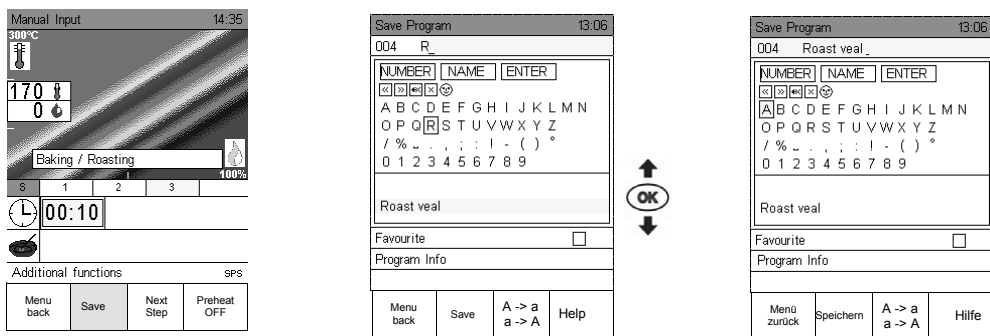 Manual Input 14:35
300°C
170
0
Baking / Roasting
100%
S 1 2 3
00:10
Additional functions SPS
Menu back
Save
Next Step
Preheat OFF
Save Program 13:06
004 R_
NUMBER NAME ENTER
« » × 
A B C D E F G H I J K L M N
O P Q R S T U V W X Y Z
/ % ⎵ . , ; : ! - ( ) °
0 1 2 3 4 5 6 7 8 9
Roast veal
Favourite
Program Info
Menu back
Save
A -> a
a -> A
Help
OK
Save Program 13:06
004 Roast veal_
NUMBER NAME ENTER
« » × 
A B C D E F G H I J K L M N
O P Q R S T U V W X Y Z
/ % ⎵ . , ; : ! - ( ) °
0 1 2 3 4 5 6 7 8 9
Roast veal
Favourite
Program Info
Menü zurück
Speichern
A -> a
a -> A
Hilfe